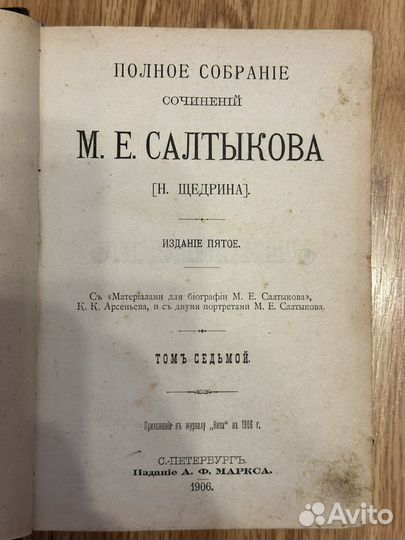 ПОЛНОЕ СОБРАНІЕ
СОЧИНЕНІЙ
М. Е. САЛТЫКОВА
[Н. ЩЕДРИНА].
ИЗДАНІЕ ПЯТОЕ.
Съ «Матеріалами для біографіи М. Е. Салтыкова»,
К. К. Арсеньева, и съ двумя портретами М. Е. Салтыкова.
ТОМЪ СЕДЬМОЙ.
Приложеніе къ журналу „Нива" на 1906 г.
С.-ПЕТЕРБУРГЪ.
Изданіе А. Ф. МАРКСА.
1906.
Avito